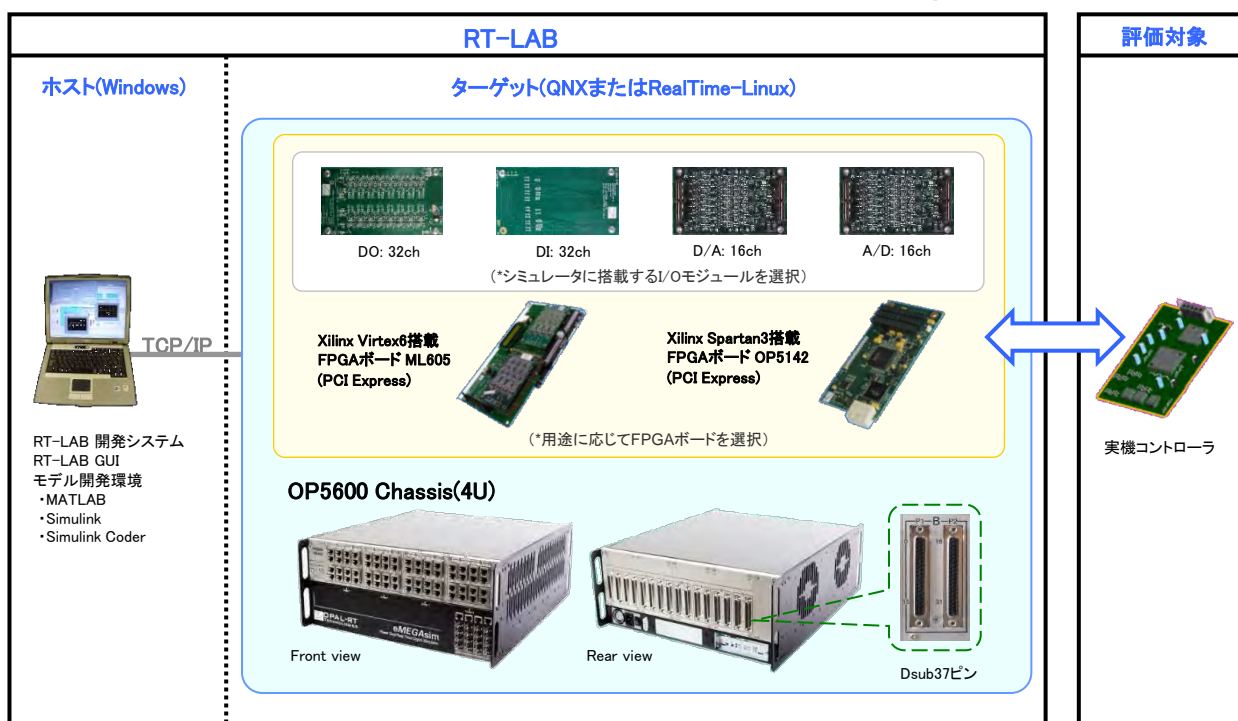 RT-LAB
評価対象
ホスト(Windows)
ターゲット(QNXまたはRealTime-Linux)
DO: 32ch
DI: 32ch
D/A: 16ch
A/D: 16ch
(*シミュレータに搭載するI/Oモジュールを選択)
TCP/IP
Xilinx Virtex6搭載
FPGAボード ML605
(PCI Express)
Xilinx Spartan3搭載
FPGAボード OP5142
(PCI Express)
(*用途に応じてFPGAボードを選択)
RT-LAB 開発システム
RT-LAB GUI
モデル開発環境
・MATLAB
・Simulink
・Simulink Coder
実機コントローラ
OP5600 Chassis(4U)
OPAL-RT
TECHNOLOGIES
eMEGAsim
Front view
Rear view
P1 B P2
0 16
15 31
Dsub37ピン